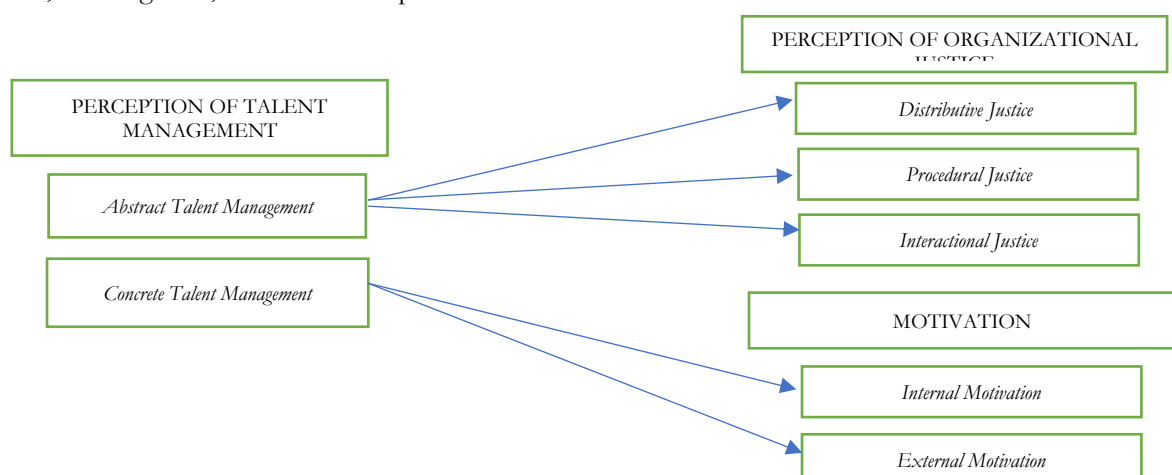 PERCEPTION OF ORGANIZATIONAL
JUSTICE
PERCEPTION OF TALENT
MANAGEMENT
Distributive Justice
Procedural Justice
Abstract Talent Management
Interactional Justice
Concrete Talent Management
MOTIVATION
Internal Motivation
External Motivation